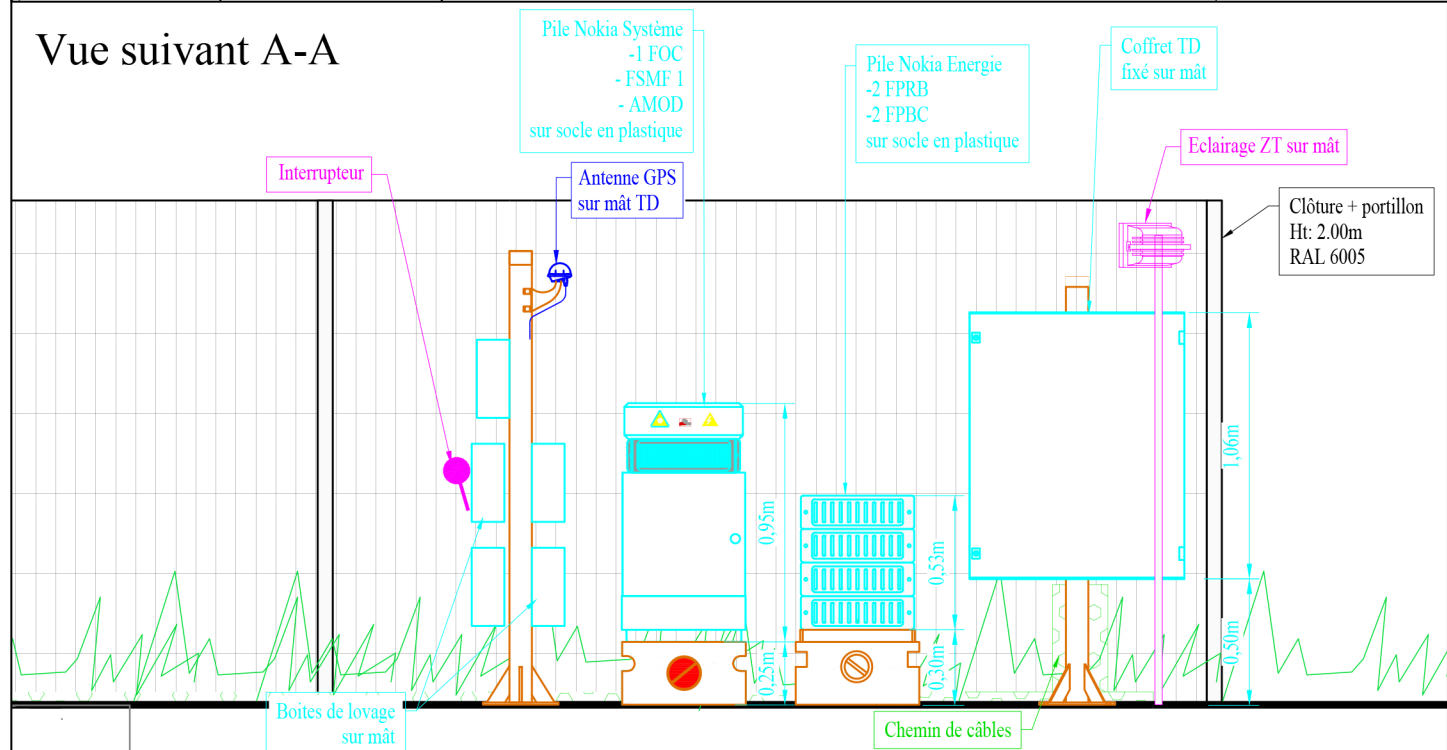 Vue suivant A-A
Pile Nokia Système
-1 FOC
- FSMF 1
- AMOD
sur socle en plastique
Pile Nokia Energie
-2 FPRB
-2 FPBC
sur socle en plastique
Coffret TD
fixé sur mât
Eclairage ZT sur mât
Interrupteur
Antenne GPS
sur mât TD
Clôture + portillon
Ht: 2.00m
RAL 6005
1,06m
0,95m
0,53m
0,50m
0,25m
0,30m
Boites de lovage
sur mât
Chemin de câbles